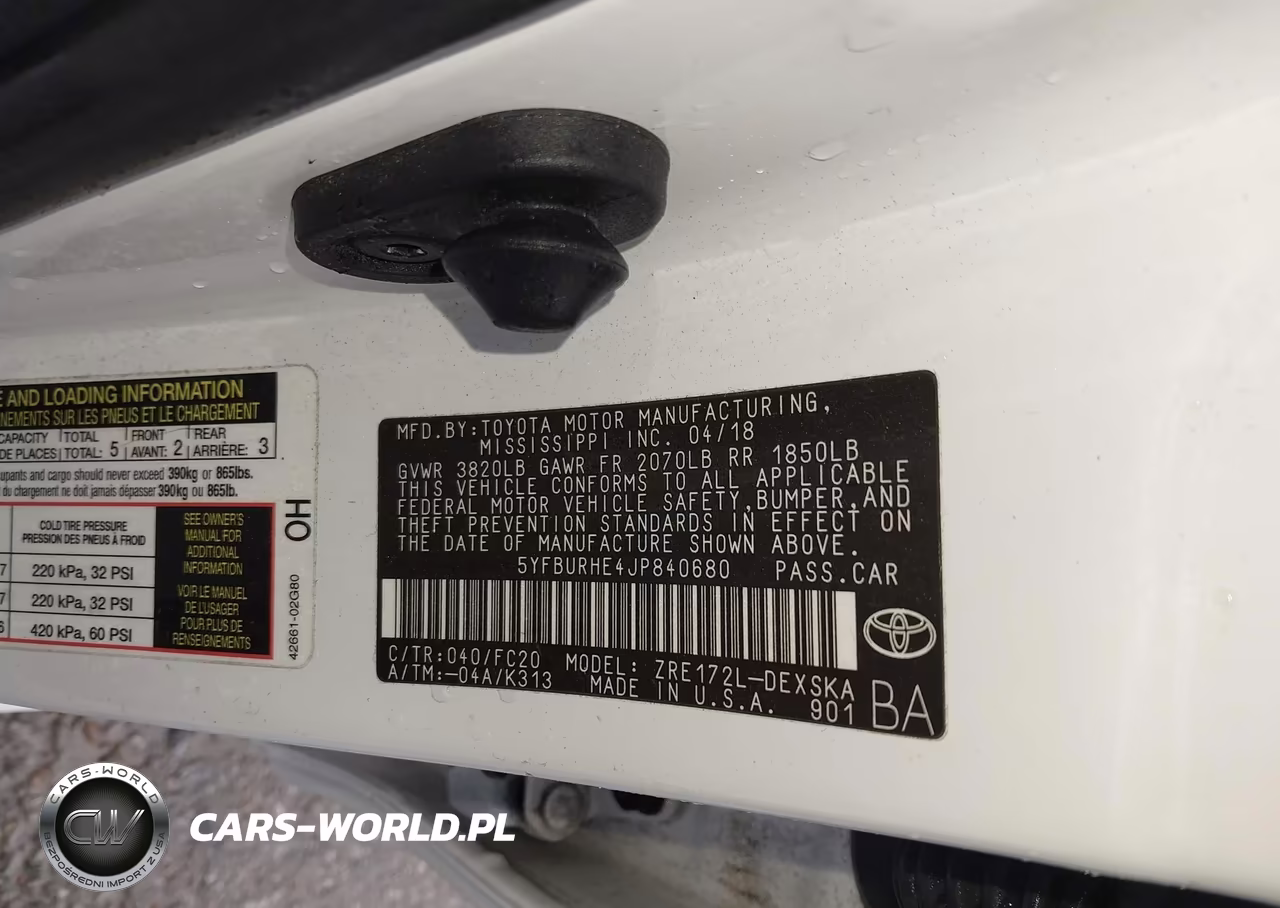 E AND LOADING INFORMATION
NEMENTS SUR LES PNEUS ET LE CHARGEMENT
CAPACITY TOTAL FRONT REAR
DE PLACES TOTAL: 5 AVANT: 2 ARRIÈRE: 3
upants and cargo should never exceed 390kg or 865lbs.
du chargement ne doit jamais dépasser 390kg ou 865lb.
COLD TIRE PRESSURE
PRESSION DES PNEUS À FROID
220 kPa, 32 PSI
220 kPa, 32 PSI
420 kPa, 60 PSI
SEE OWNER'S
MANUAL FOR
ADDITIONAL
INFORMATION
VOIR LE MANUEL
DE L'USAGER
POUR PLUS DE
RENSEIGNEMENTS
OH
42661-02G80
MFD.BY:TOYOTA MOTOR MANUFACTURING,
MISSISSIPPI INC. 04/18
GVWR 3820LB GAWR FR 2070LB RR 1850LB
THIS VEHICLE CONFORMS TO ALL APPLICABLE
FEDERAL MOTOR VEHICLE SAFETY,BUMPER,AND
THEFT PREVENTION STANDARDS IN EFFECT ON
THE DATE OF MANUFACTURE SHOWN ABOVE.
5YFBURHE4JP840680 PASS.CAR
C/TR:040/FC20 MODEL: ZRE172L-DEXSKA
A/TM:-04A/K313 MADE IN U.S.A. 901 BA
CARS-WORLD
CW
BEZPOŚREDNI IMPORT Z USA
CARS-WORLD.PL